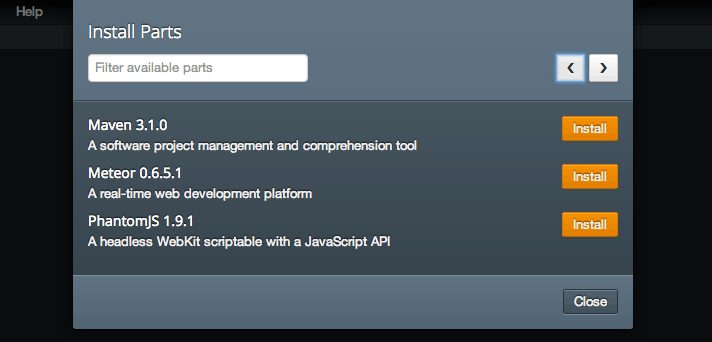 Help
Install Parts
Filter available parts
Maven 3.1.0
Install
A software project management and comprehension tool
Meteor 0.6.5.1
Install
A real-time web development platform
PhantomJS 1.9.1
Install
A headless WebKit scriptable with a JavaScript API
Close